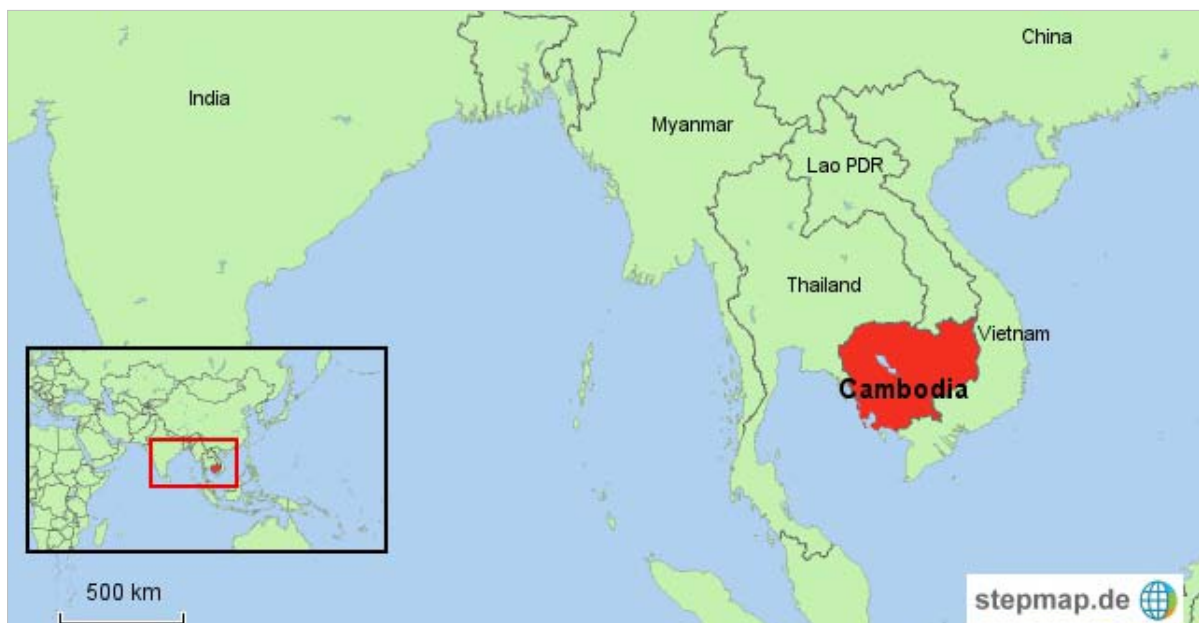 China
India
Myanmar
Lao PDR
Thailand
Vietnam
Cambodia
500 km
stepmap.de